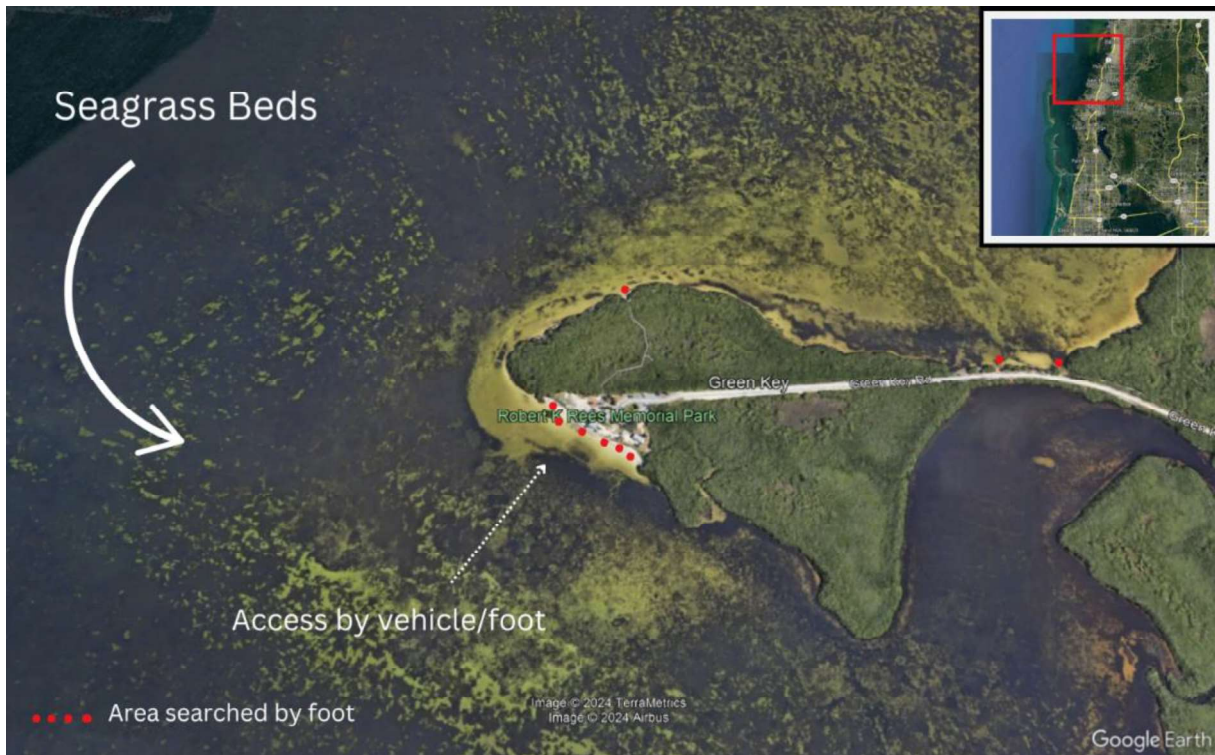 Seagrass Beds
Green Key
Green Key Rd
Robert K Rees Memorial Park
Access by vehicle/foot
Area searched by foot
Image © 2024 TerraMetrics
Image © 2024 Airbus
Google Earth